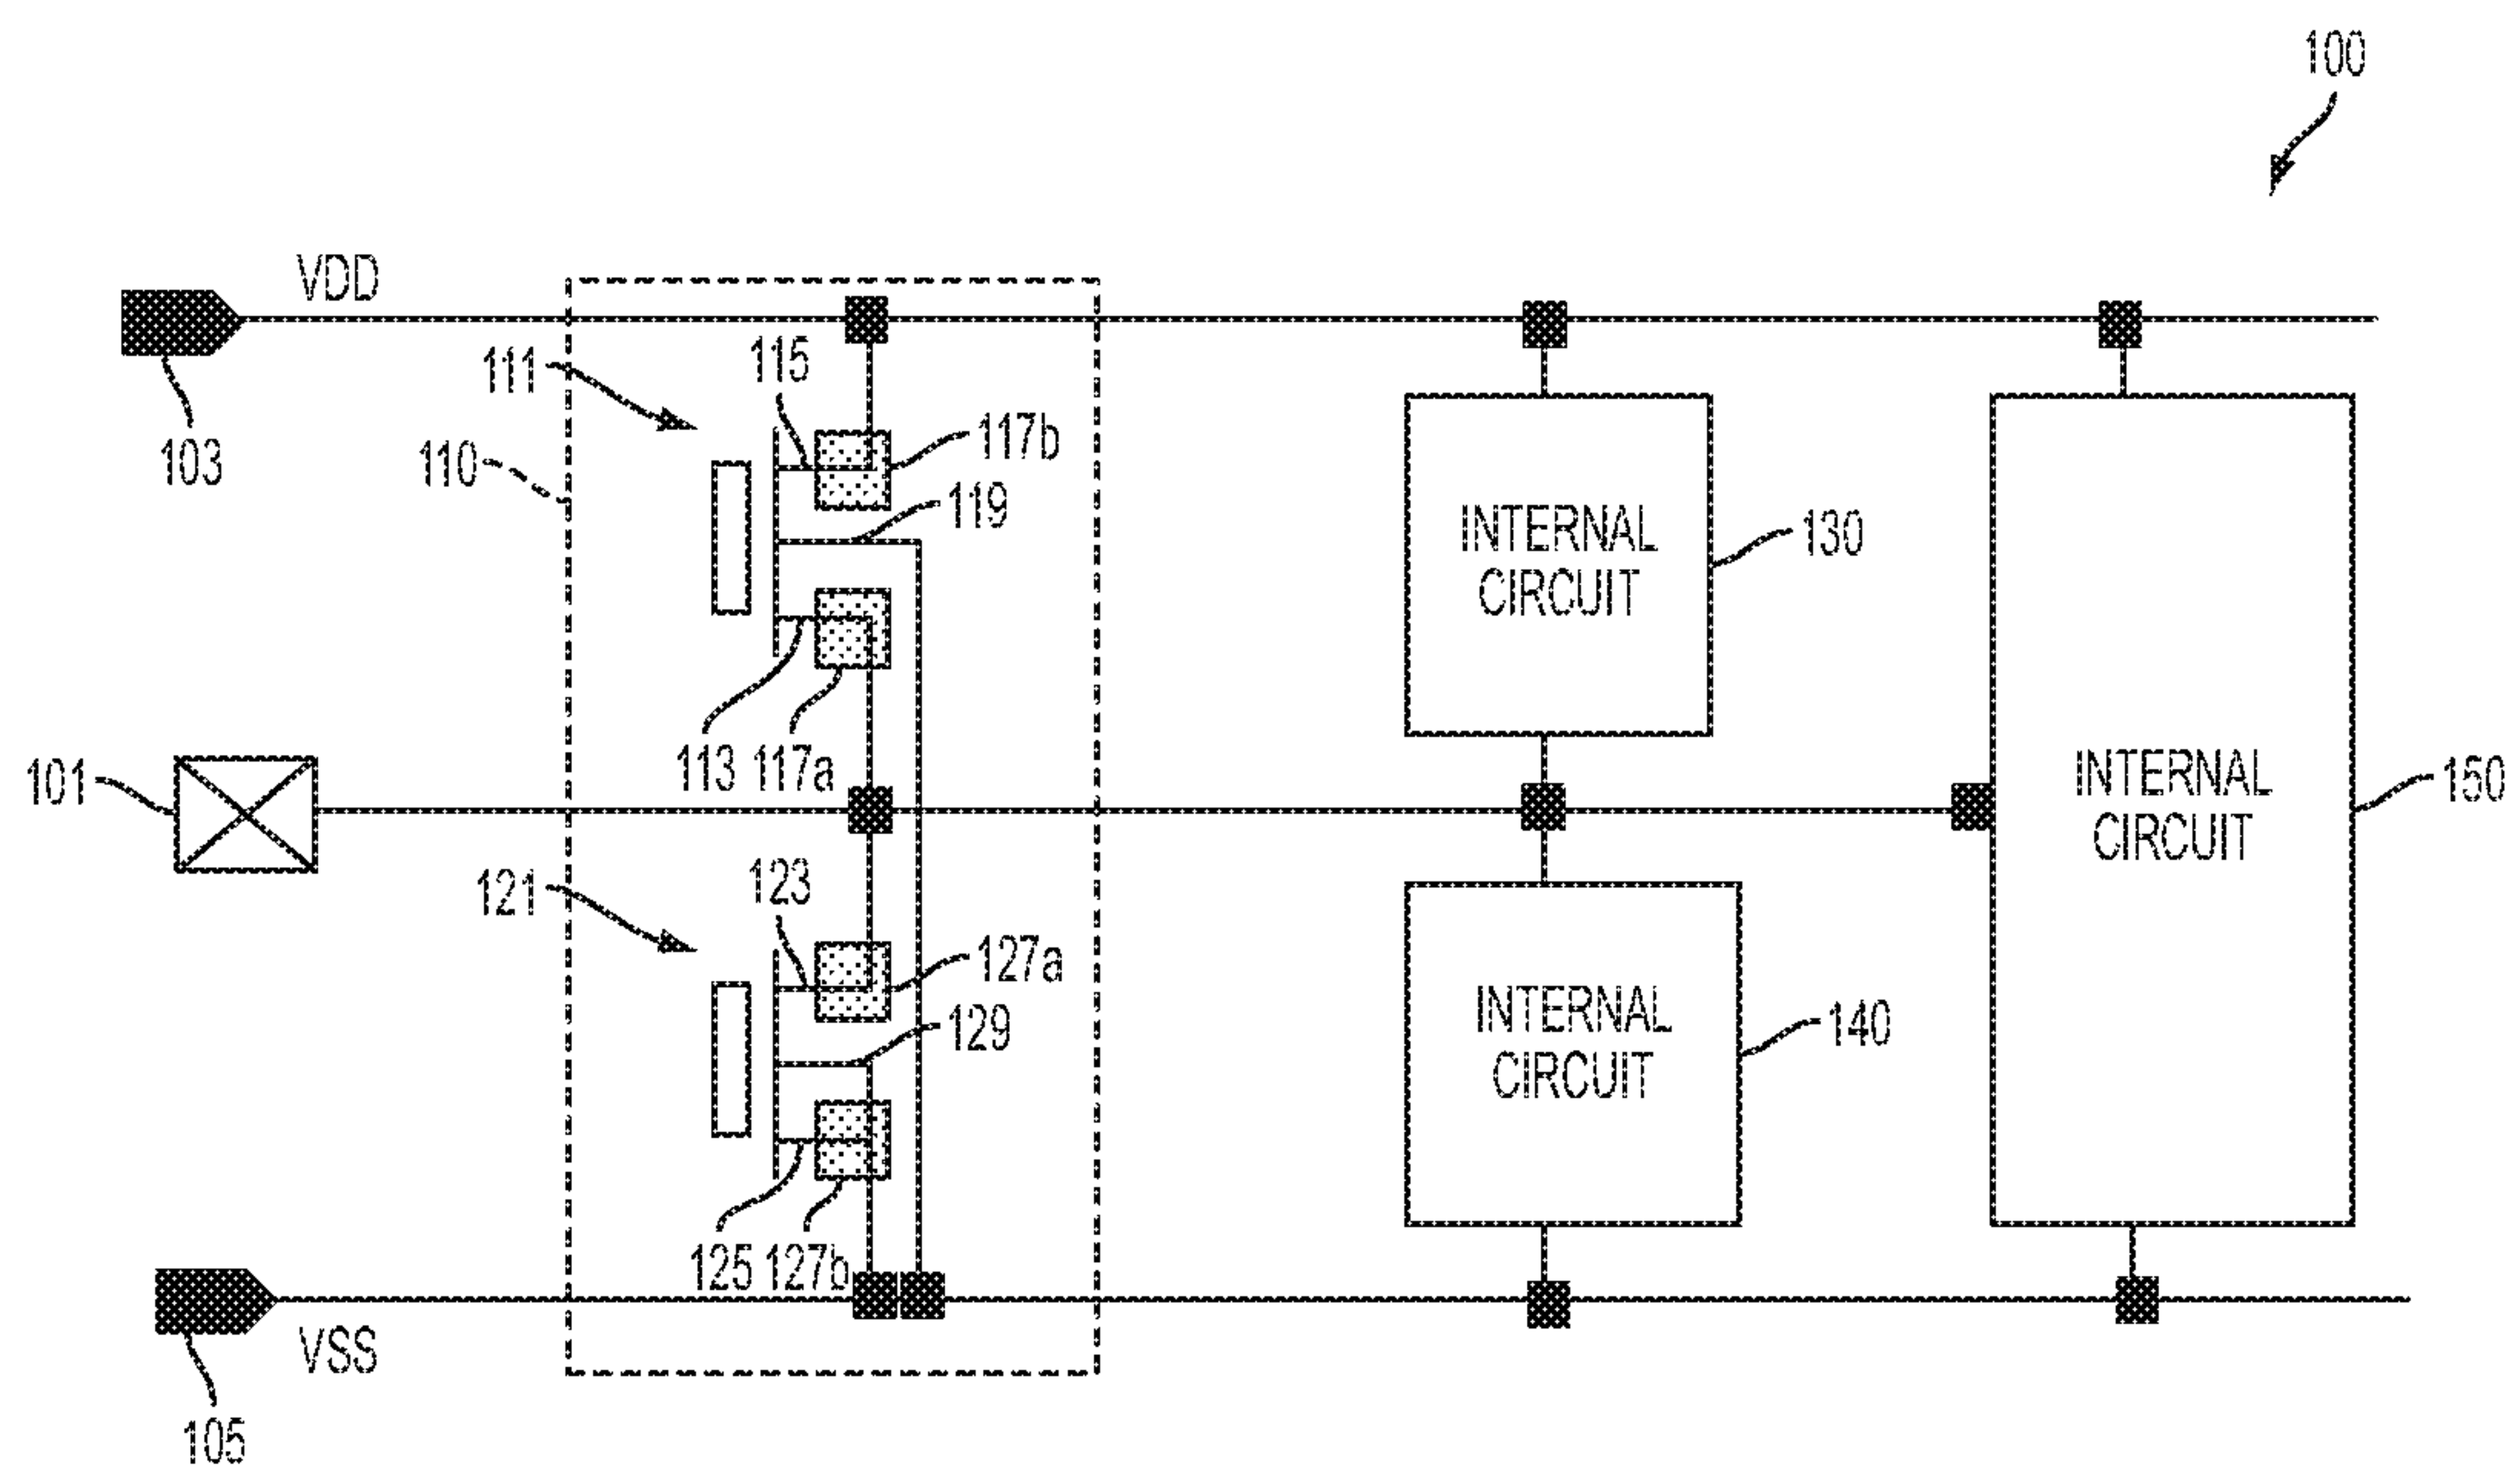 100
VDD
103
111
115
110
117b
119
INTERNAL
CIRCUIT
130
113
117a
101
INTERNAL
CIRCUIT
150
121
123
127a
129
INTERNAL
CIRCUIT
140
125
127b
VSS
105